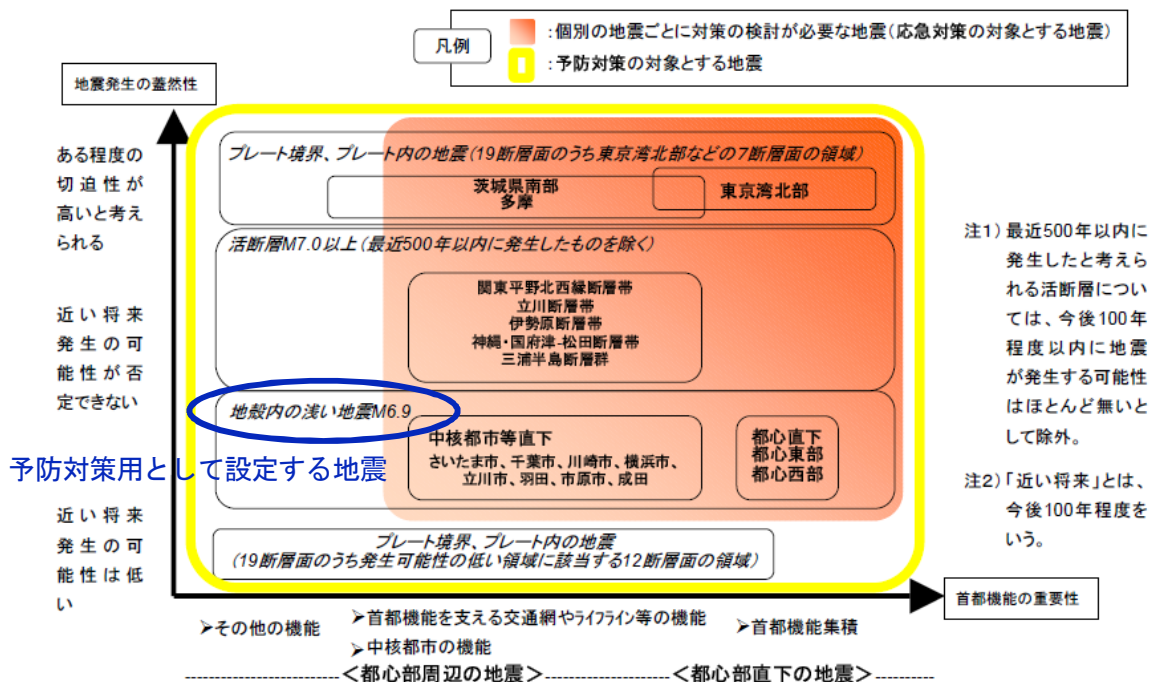 凡例
:個別の地震ごとに対策の検討が必要な地震(応急対策の対象とする地震)
:予防対策の対象とする地震
地震発生の蓋然性
ある程度の
切迫性が
高いと考え
られる
近い将来
発生の可
能性が否
定できない
近い将来
発生の可
能性は低
い
プレート境界、プレート内の地震(19断層面のうち東京湾北部などの7断層面の領域)
茨城県南部
多摩
東京湾北部
活断層M7.0以上(最近500年以内に発生したものを除く)
関東平野北西縁断層帯
立川断層帯
伊勢原断層帯
神縄・国府津-松田断層帯
三浦半島断層群
地殻内の浅い地震M6.9
予防対策用として設定する地震
中核都市等直下
さいたま市、千葉市、川崎市、横浜市、
立川市、羽田、市原市、成田
都心直下
都心東部
都心西部
プレート境界、プレート内の地震
(19断層面のうち発生可能性の低い領域に該当する12断層面の領域)
注1)最近500年以内に
発生したと考えら
れる活断層につい
ては、今後100年
程度以内に地震
が発生する可能性
はほとんど無いと
して除外。
注2)「近い将来」とは、
今後100年程度を
いう。
首都機能の重要性
➢その他の機能
➢首都機能を支える交通網やライフライン等の機能
➢中核都市の機能
➢首都機能集積
<都心部周辺の地震>
<都心部直下の地震>